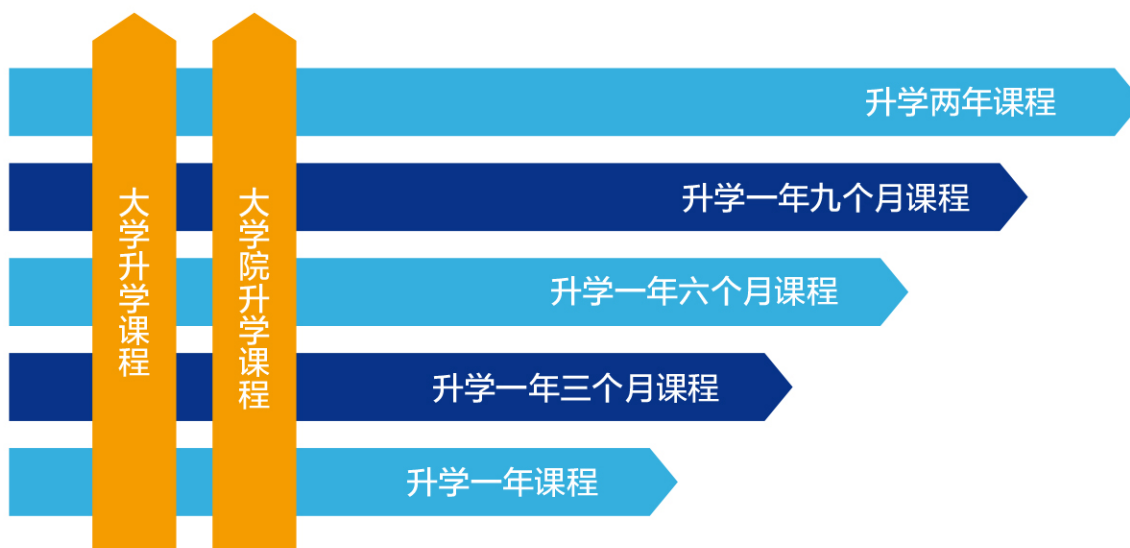 升学两年课程
升学一年九个月课程
升学一年六个月课程
升学一年三个月课程
升学一年课程
大学升学课程
大学院升学课程